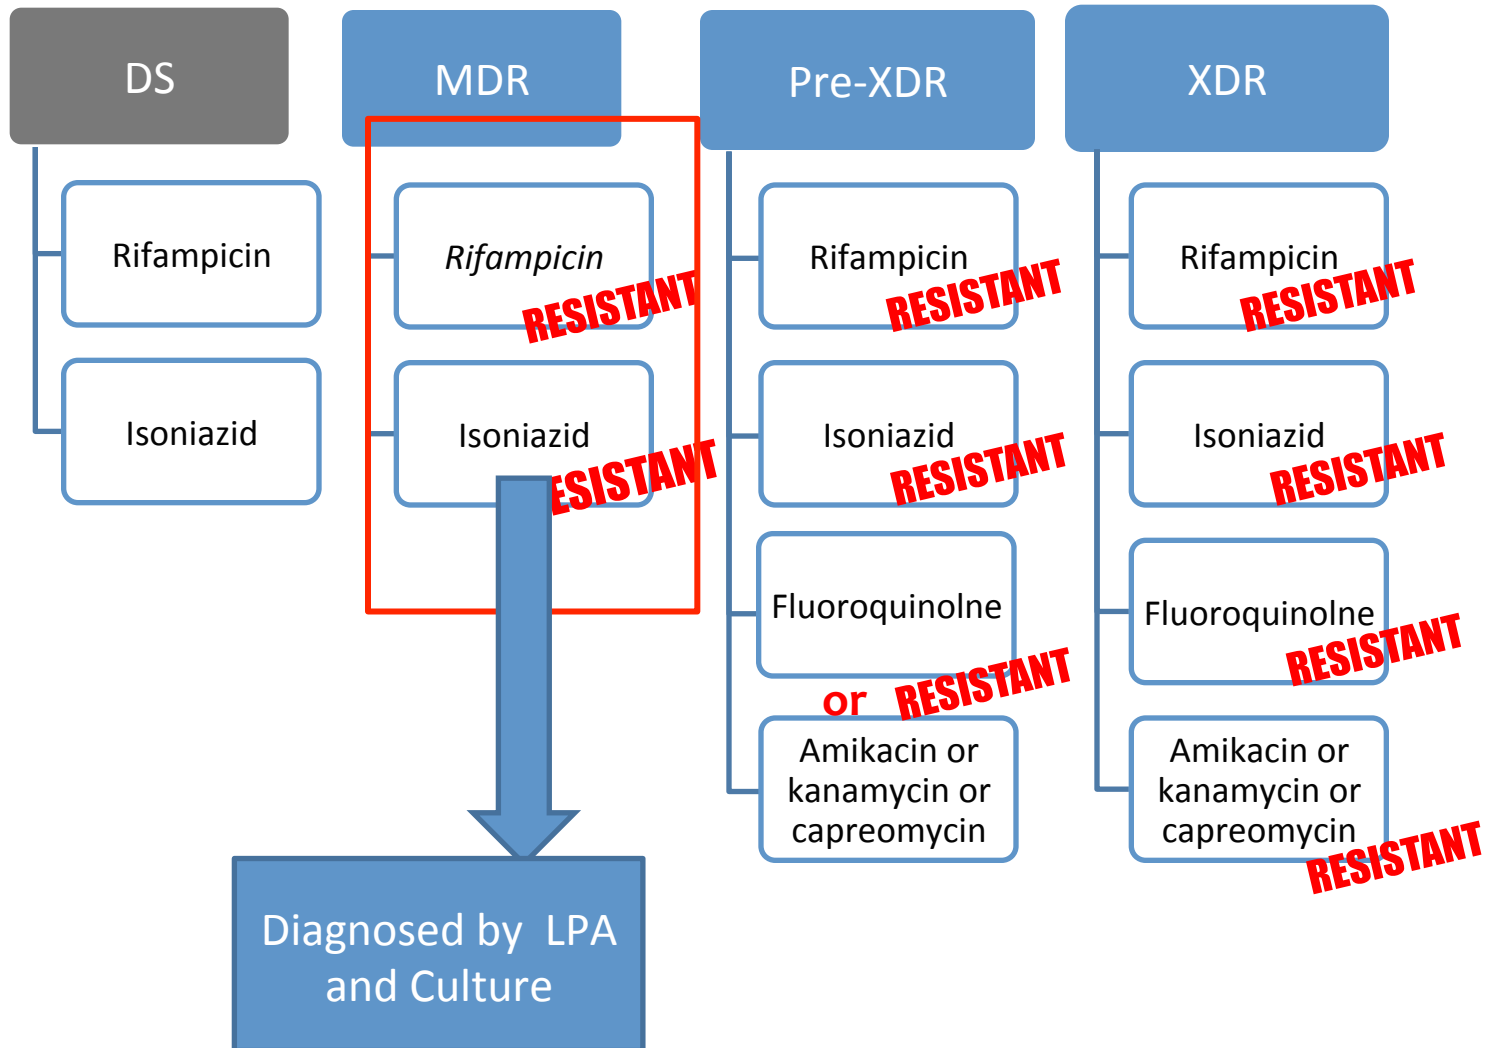 DS
Rifampicin
Isoniazid
MDR
Rifampicin
RESISTANT
Isoniazid
ESISTANT
Diagnosed by LPA
and Culture
Pre-XDR
Rifampicin
RESISTANT
Isoniazid
RESISTANT
Fluoroquinolne
or RESISTANT
Amikacin or
kanamycin or
capreomycin
XDR
Rifampicin
RESISTANT
Isoniazid
RESISTANT
Fluoroquinolne
RESISTANT
Amikacin or
kanamycin or
capreomycin
RESISTANT